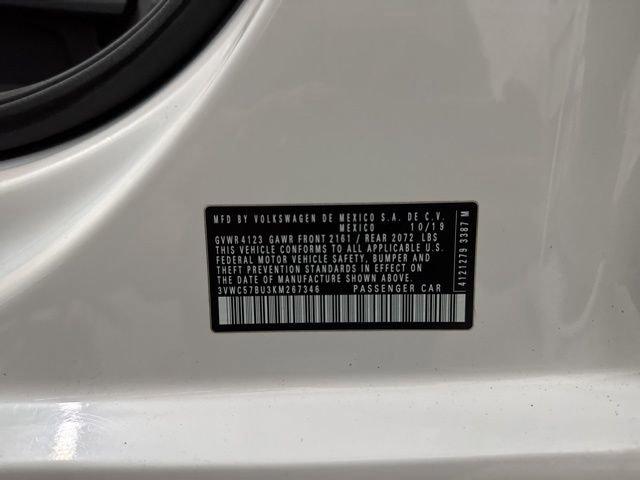 MFD BY VOLKSWAGEN DE MEXICO S.A. DE C.V.
MEXICO 10/19
GVWR 4123 GAWR FRONT 2161 / REAR 2072 LBS
THIS VEHICLE CONFORMS TO ALL APPLICABLE U.S.
FEDERAL MOTOR VEHICLE SAFETY, BUMPER AND
THEFT PREVENTION STANDARDS IN EFFECT ON
THE DATE OF MANUFACTURE SHOWN ABOVE.
3VWC57BU3KM267346 PASSENGER CAR
4121279 3387 M